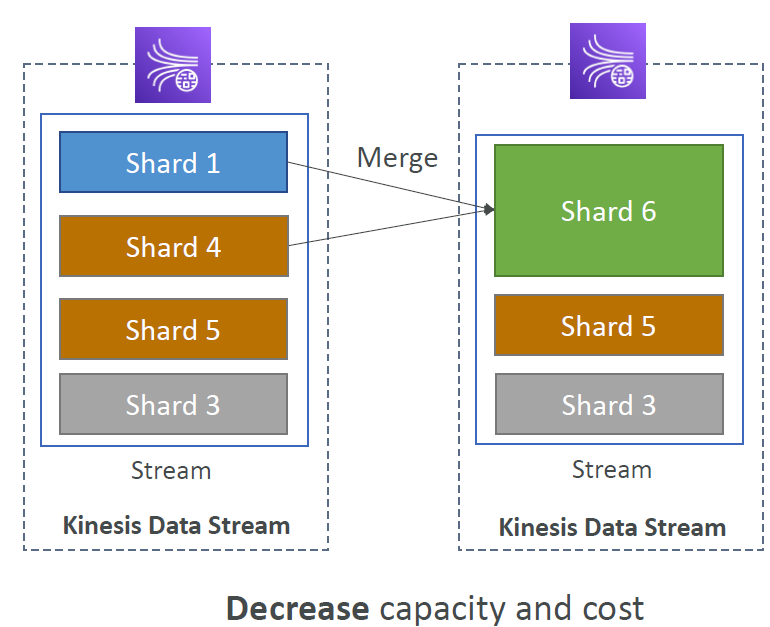 Shard 1
Shard 4
Shard 5
Shard 3
Stream
Kinesis Data Stream
Merge
Shard 6
Shard 5
Shard 3
Stream
Kinesis Data Stream
Decrease capacity and cost